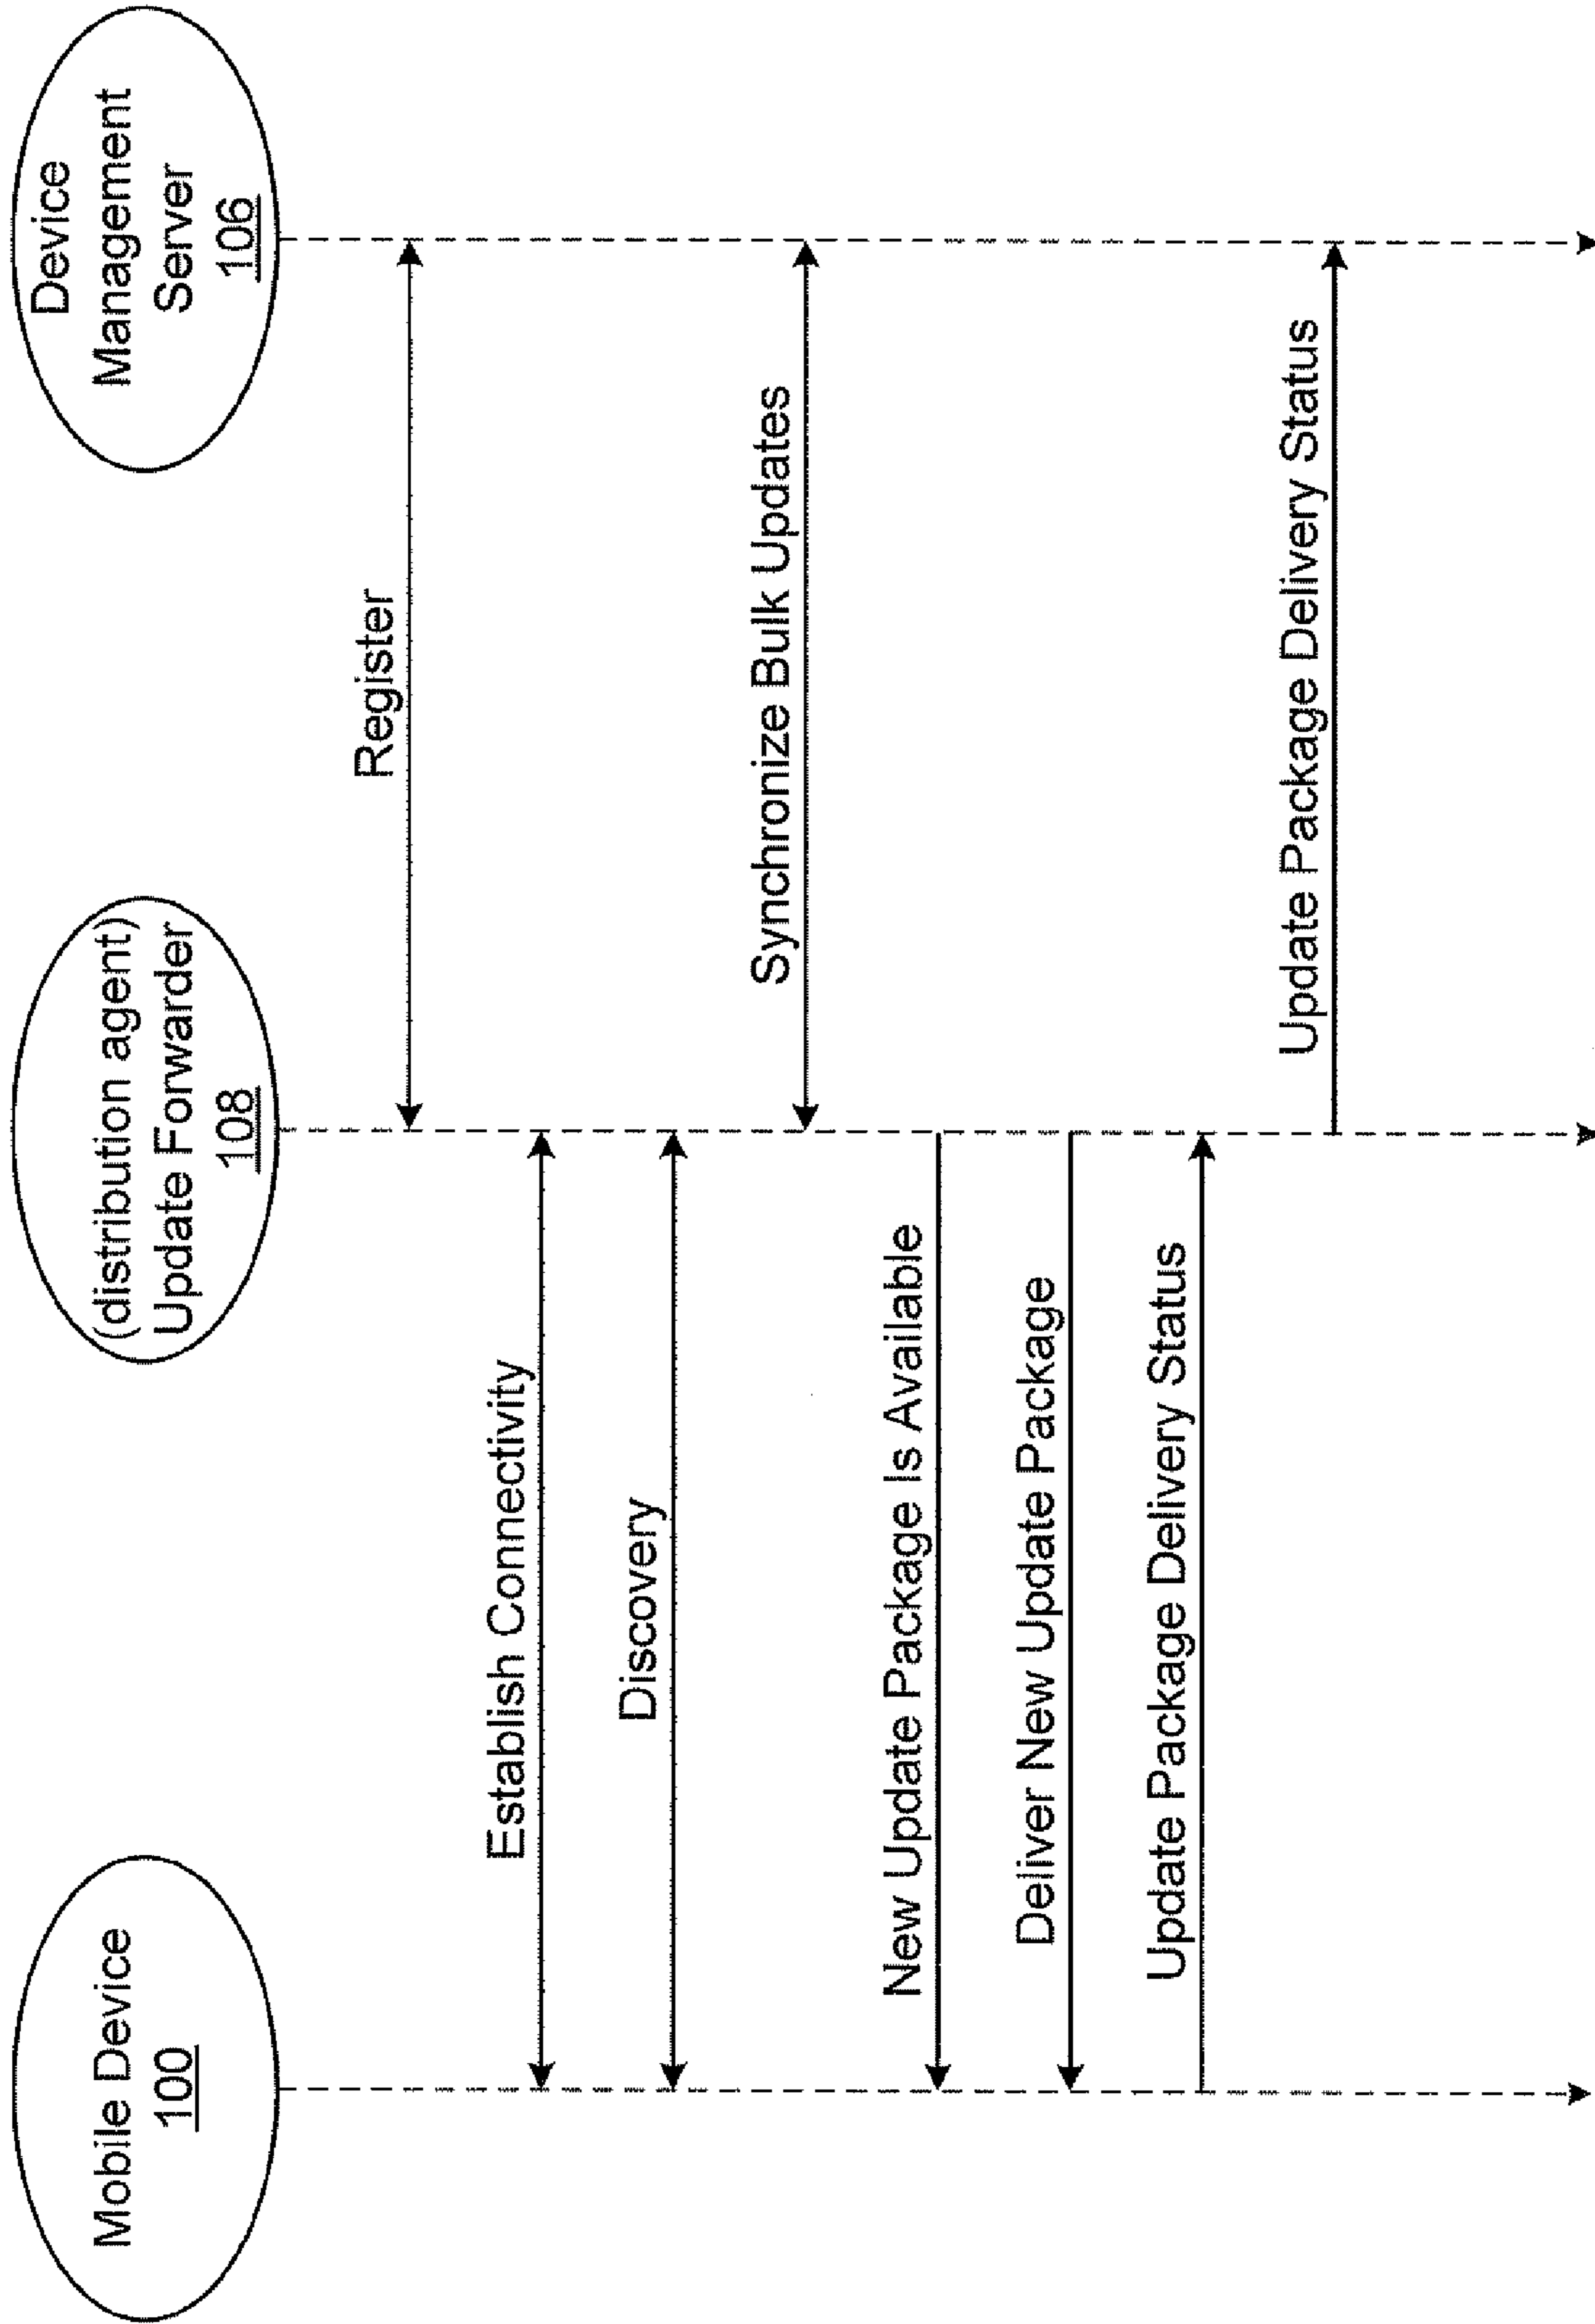 Mobile Device
100
(distribution agent)
Update Forwarder
108
Device
Management
Server
106
Register
Establish Connectivity
Discovery
Synchronize Bulk Updates
New Update Package Is Available
Deliver New Update Package
Update Package Delivery Status
Update Package Delivery Status